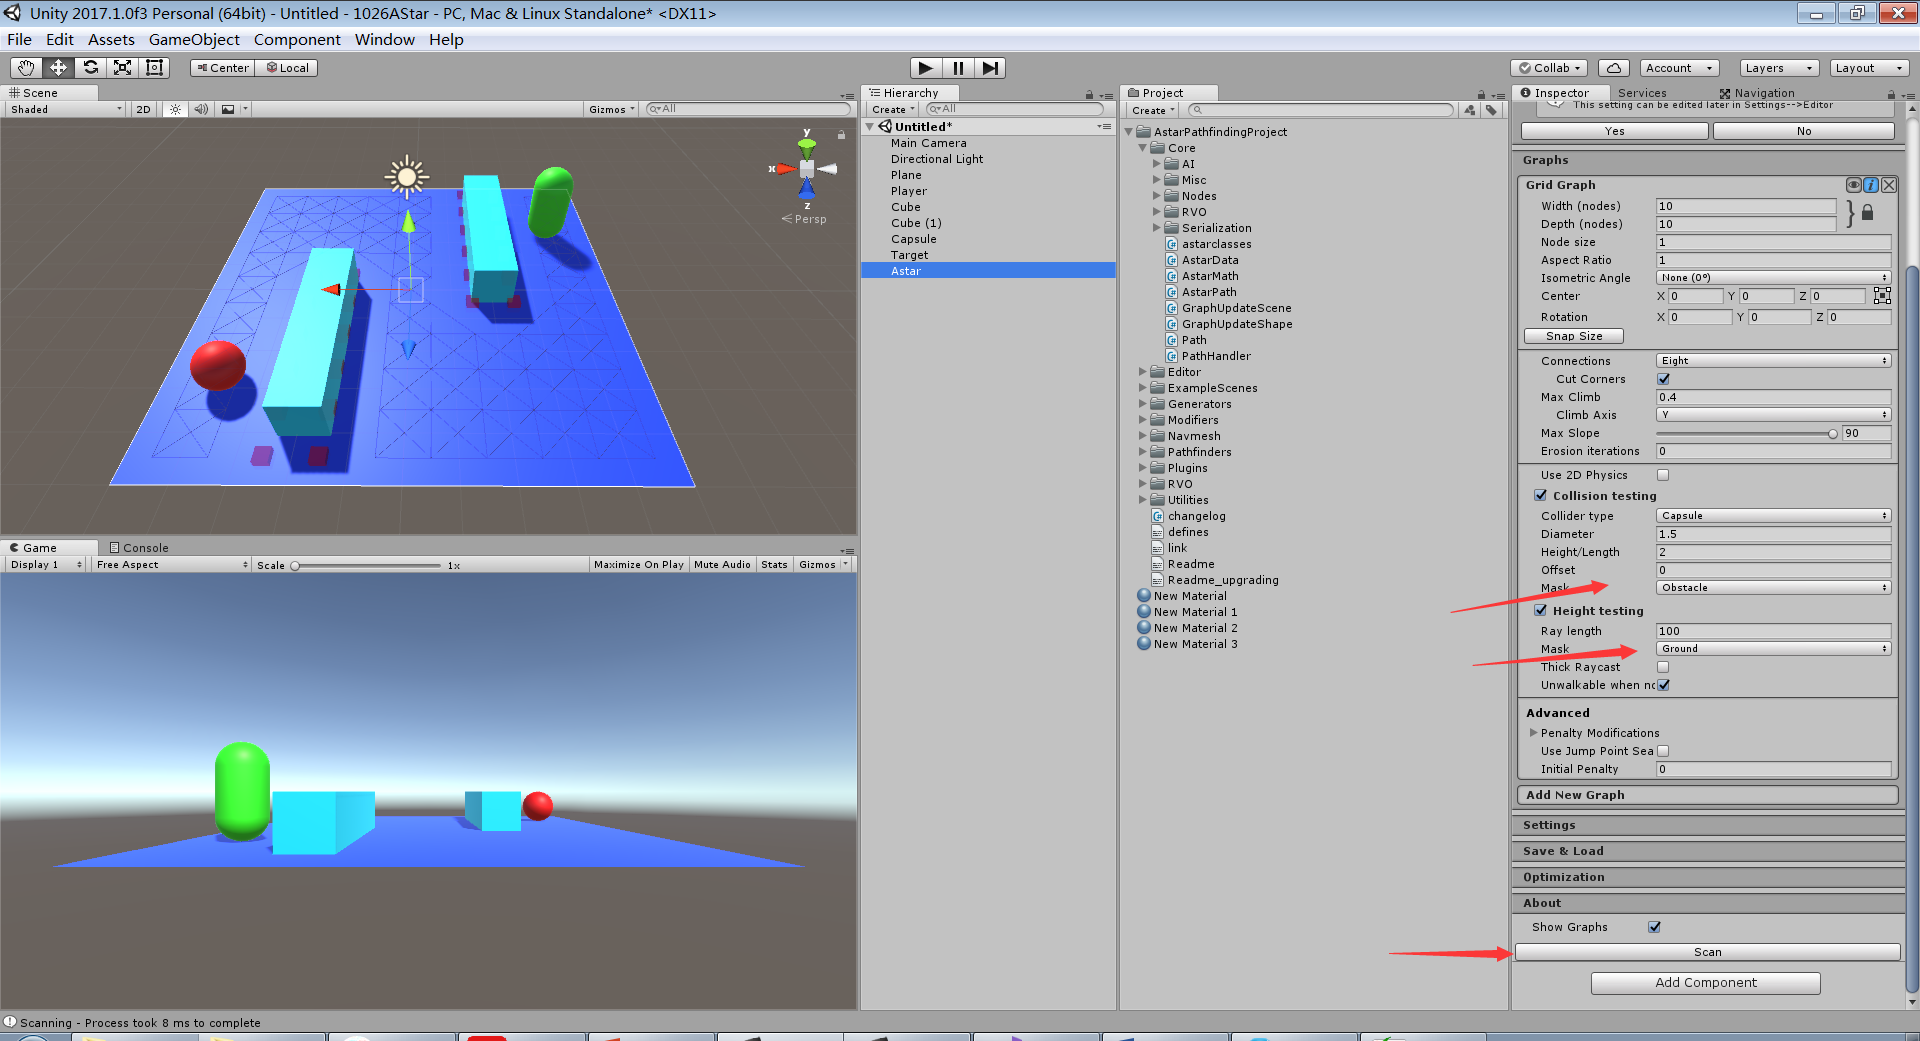 Unity 2017.1.0f3 Personal (64bit) - Untitled - 1026AStar - PC, Mac & Linux Standalone* <DX11>
File Edit Assets GameObject Component Window Help
Center Local Collab Account Layers Layout
Scene
Shaded 2D Gizmos All
y
x
z
Persp
Game Console
Display 1 Free Aspect Scale 1x Maximize On Play Mute Audio Stats Gizmos
Hierarchy
Create All
Untitled*
Main Camera
Directional Light
Plane
Player
Cube
Cube (1)
Capsule
Target
Astar
Project
Create
AstarPathfindingProject
Core
AI
Misc
Nodes
RVO
Serialization
astarclasses
AstarData
AstarMath
AstarPath
GraphUpdateScene
GraphUpdateShape
Path
PathHandler
Editor
ExampleScenes
Generators
Modifiers
Navmesh
Pathfinders
Plugins
RVO
Utilities
changelog
defines
link
Readme
Readme_upgrading
New Material
New Material 1
New Material 2
New Material 3
Inspector Services Navigation
This setting can be edited later in Settings-->Editor
Yes No
Graphs
Grid Graph
Width (nodes) 10
Depth (nodes) 10
Node size 1
Aspect Ratio 1
Isometric Angle None (0°)
Center X 0 Y 0 Z 0
Rotation X 0 Y 0 Z 0
Snap Size
Connections Eight
Cut Corners
Max Climb 0.4
Climb Axis Y
Max Slope 90
Erosion iterations 0
Use 2D Physics
Collision testing
Collider type Capsule
Diameter 1.5
Height/Length 2
Offset 0
Mask Obstacle
Height testing
Ray length 100
Mask Ground
Thick Raycast
Unwalkable when no
Advanced
Penalty Modifications
Use Jump Point Sea
Initial Penalty 0
Add New Graph
Settings
Save & Load
Optimization
About
Show Graphs
Scan
Add Component
Scanning - Process took 8 ms to complete